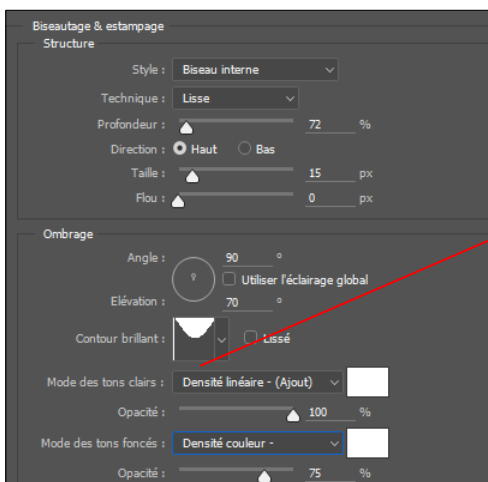 Biseautage & estampage
Structure
Style : Biseau interne
Technique : Lisse
Profondeur : 72 %
Direction : Haut Bas
Taille : 15 px
Flou : 0 px
Ombrage
Angle : 90 °
Utiliser l'éclairage global
Elévation : 70 °
Contour brillant : Lissé
Mode des tons clairs : Densité linéaire - (Ajout)
Opacité : 100 %
Mode des tons foncés : Densité couleur -
Opacité : 75 %